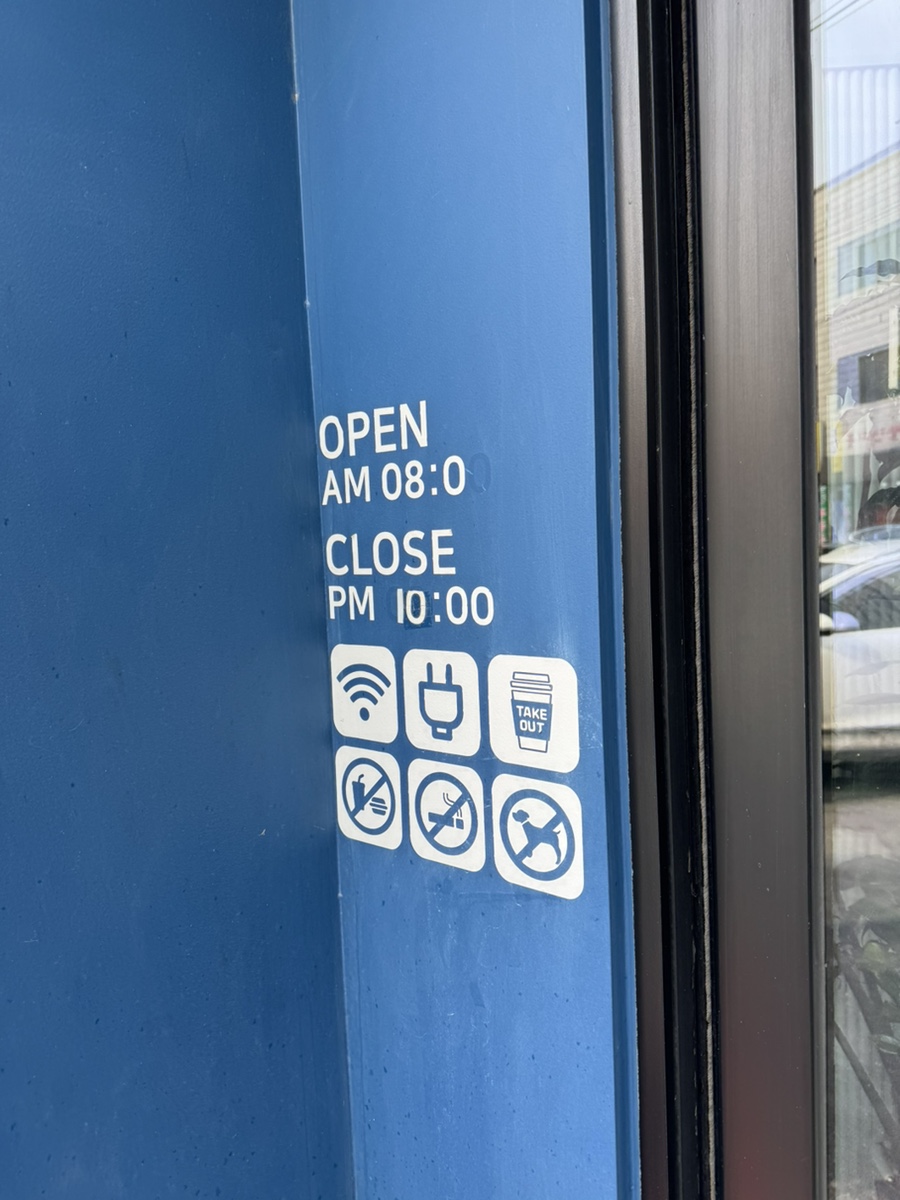 OPEN
AM 08:0
CLOSE
PM 10:00
TAKE
OUT